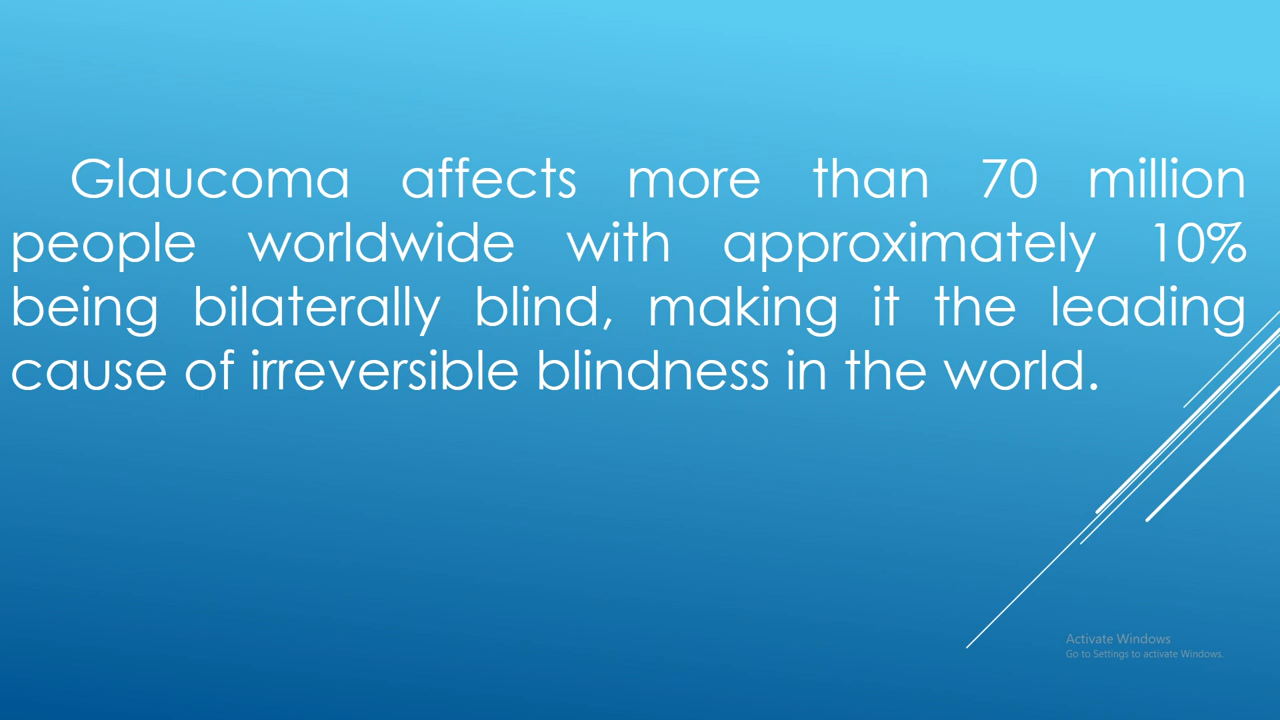 Glaucoma affects more than 70 million
people worldwide with approximately 10%
being bilaterally blind, making it the leading
cause of irreversible blindness in the world.
Activate Windows
Go to Settings to activate Windows.